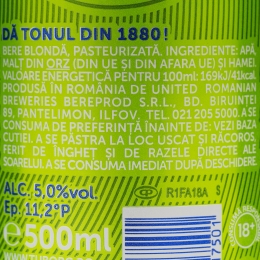 DĂ TONUL DIN 1880!
BERE BLONDĂ, PASTEURIZATĂ. INGREDIENTE: APĂ,
MALȚ DIN ORZ (DIN UE ȘI DIN AFARA UE) ȘI HAMEI.
VALOARE ENERGETICĂ PENTRU 100ml: 169kJ/41kcal.
PRODUSĂ ÎN ROMÂNIA DE UNITED ROMANIAN
BREWERIES BEREPROD S.R.L., BD. BIRUINȚEI
89, PANTELIMON, ILFOV. TEL. 021 205 5000. A SE
CONSUMA DE PREFERINȚĂ ÎNAINTE DE: VEZI BAZA
CUTIEI. A SE PĂSTRA LA LOC USCAT ȘI RĂCOROS,
FERIT DE ÎNGHEȚ ȘI DE RAZELE DIRECTE ALE
SOARELUI. A SE CONSUMA IMEDIAT DUPĂ DESCHIDERE.
ALC. 5,0%vol.
Ep. 11,2°P
R1FA18A S
e 500ml
17501
18+